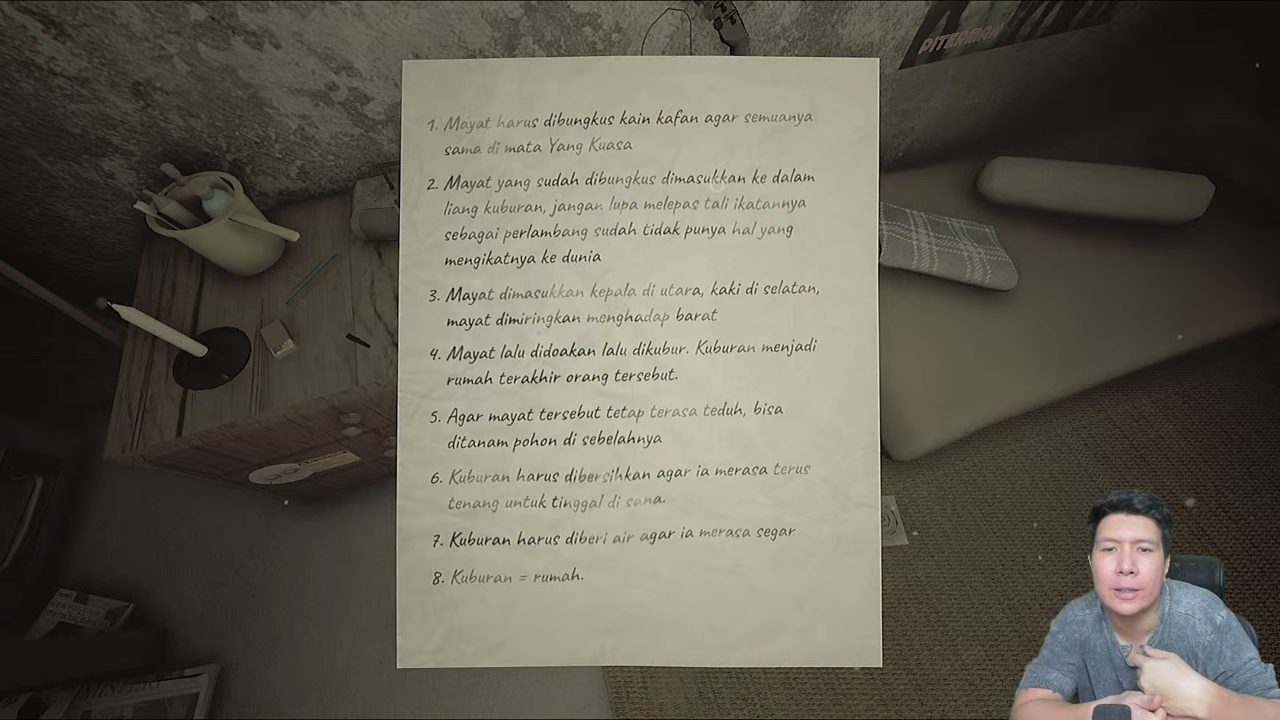 PITERMAN
1. Mayat harus dibungkus kain kafan agar semuanya
sama di mata Yang Kuasa
2. Mayat yang sudah dibungkus dimasukkan ke dalam
liang kuburan, jangan lupa melepas tali ikatannya
sebagai perlambang sudah tidak punya hal yang
mengikatnya ke dunia
3. Mayat dimasukkan kepala di utara, kaki di selatan,
mayat dimiringkan menghadap barat
4. Mayat lalu didoakan lalu dikubur. Kuburan menjadi
rumah terakhir orang tersebut.
5. Agar mayat tersebut tetap terasa teduh, bisa
ditanam pohon di sebelahnya
6. Kuburan harus dibersihkan agar ia merasa terus
tenang untuk tinggal di sana.
7. Kuburan harus diberi air agar ia merasa segar
8. Kuburan = rumah.